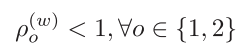 ρ_o^{(w)} < 1, ∀o ∈ {1, 2}